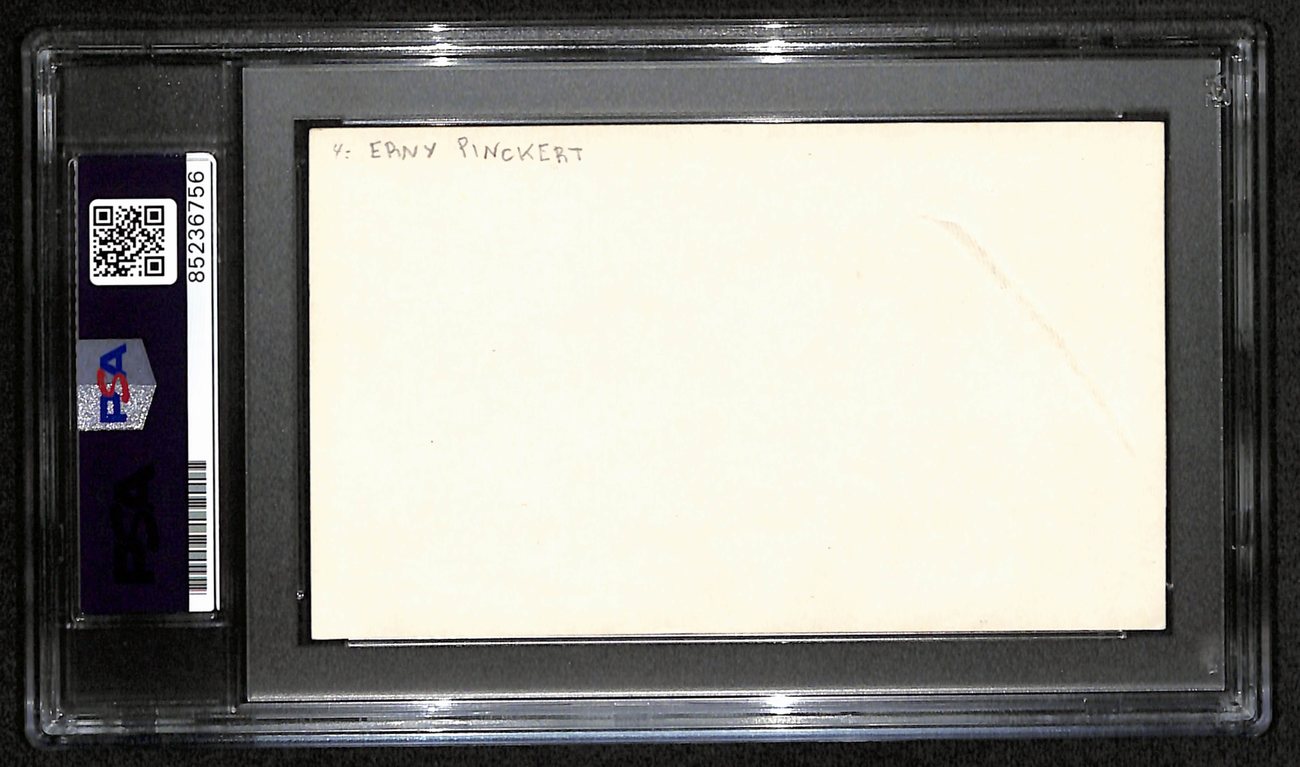 4: ERNY PINCKERT
85236756
PSA
PSA